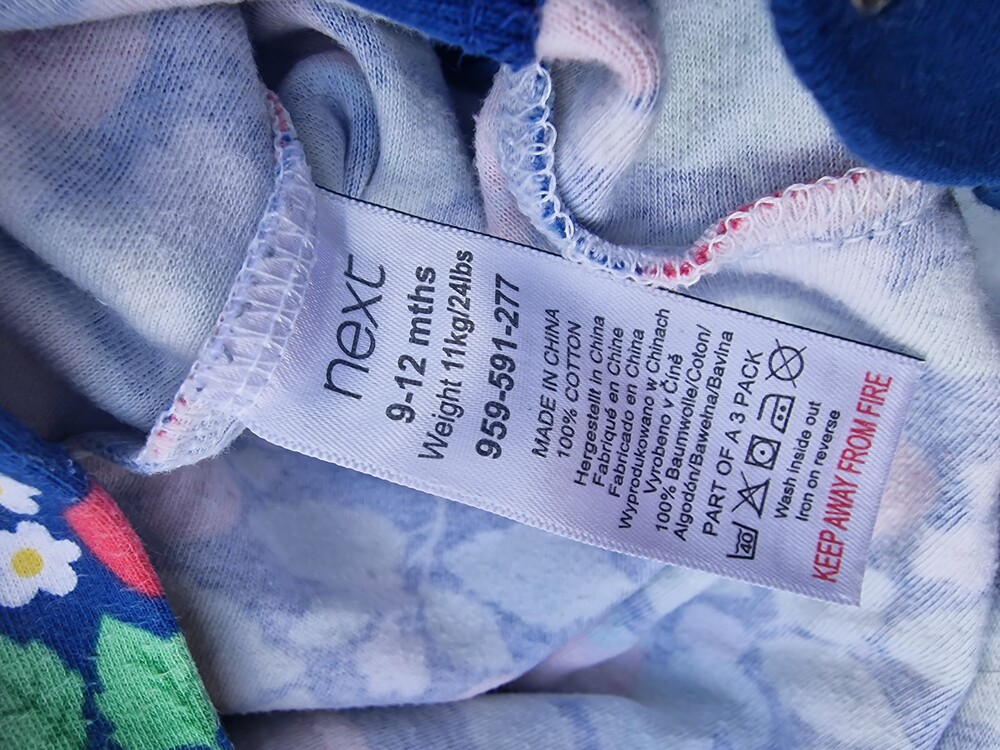 next
9-12 mths
Weight 11kg/24lbs
959-591-277
MADE IN CHINA
100% COTTON
Hergestellt in China
Fabriqué en Chine
Fabricado en China
Wyprodukowano w Chinach
Vyrobeno v Číně
100% Baumwolle/Coton/
Algodón/Bawełna/Bavlna
PART OF A 3 PACK
40
Wash inside out
Iron on reverse
KEEP AWAY FROM FIRE